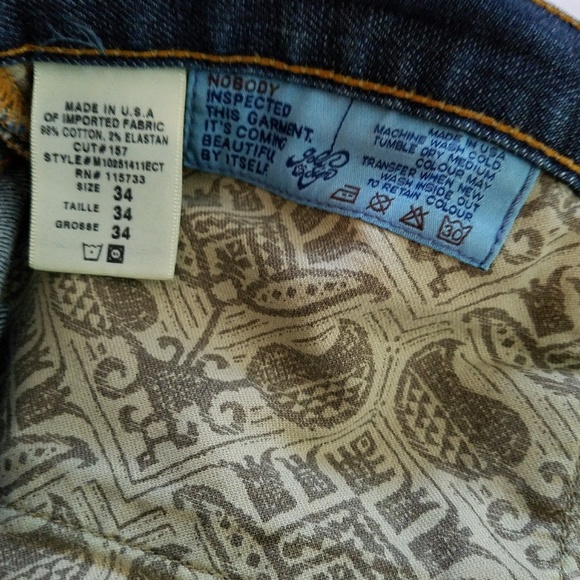 MADE IN U.S.A
OF IMPORTED FABRIC
98% COTTON, 2% ELASTAN
CUT# 157
STYLE# M10251411ECT
RN# 115733
SIZE 34
TAILLE 34
GROSSE 34
NOBODY
INSPECTED
THIS GARMENT.
IT'S COMING
BEAUTIFUL
BY ITSELF
MADE IN USA
MACHINE WASH COLD
TUMBLE DRY MEDIUM
COLOUR MAY
TRANSFER WHEN NEW
WASH INSIDE OUT
TO RETAIN COLOUR
30